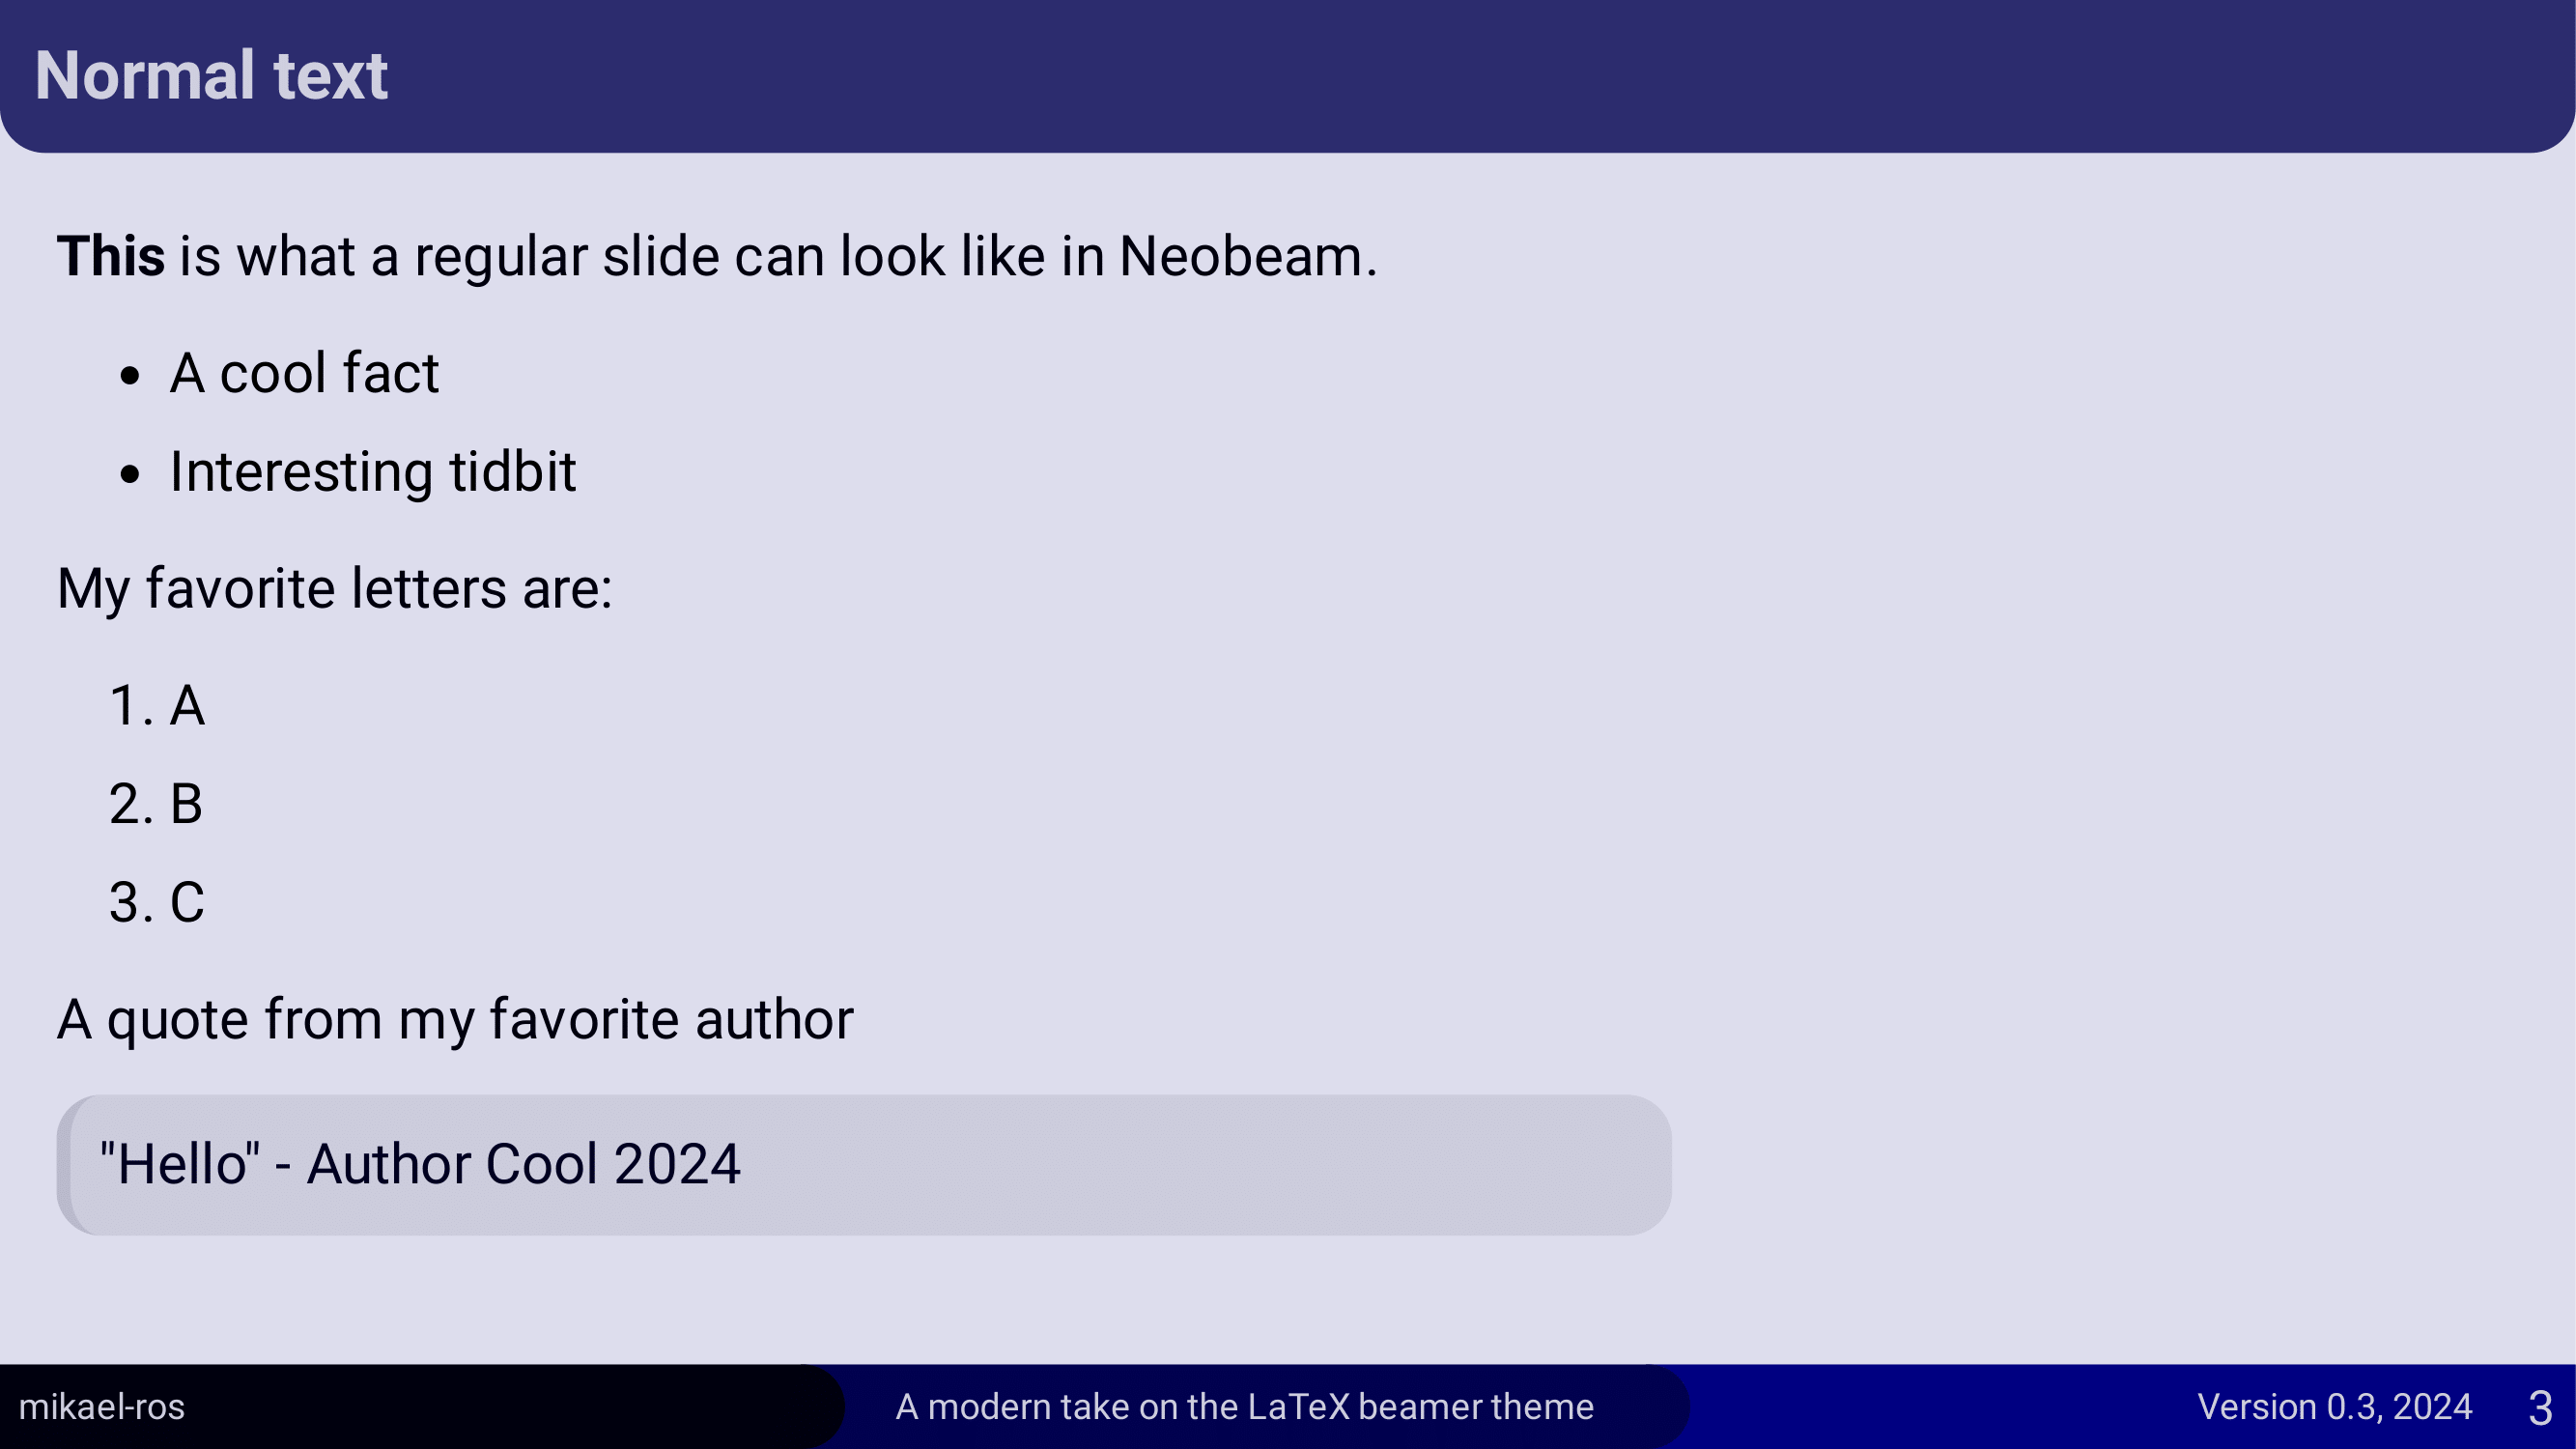 Normal text
This is what a regular slide can look like in Neobeam.
• A cool fact
• Interesting tidbit
My favorite letters are:
1. A
2. B
3. C
A quote from my favorite author
"Hello" - Author Cool 2024
mikael-ros A modern take on the LaTeX beamer theme Version 0.3, 2024 3